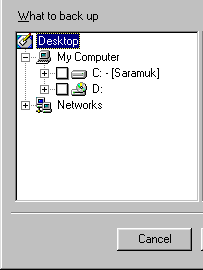 What to back up
Desktop
My Computer
C: - [Saramuk]
D:
Networks
Cancel